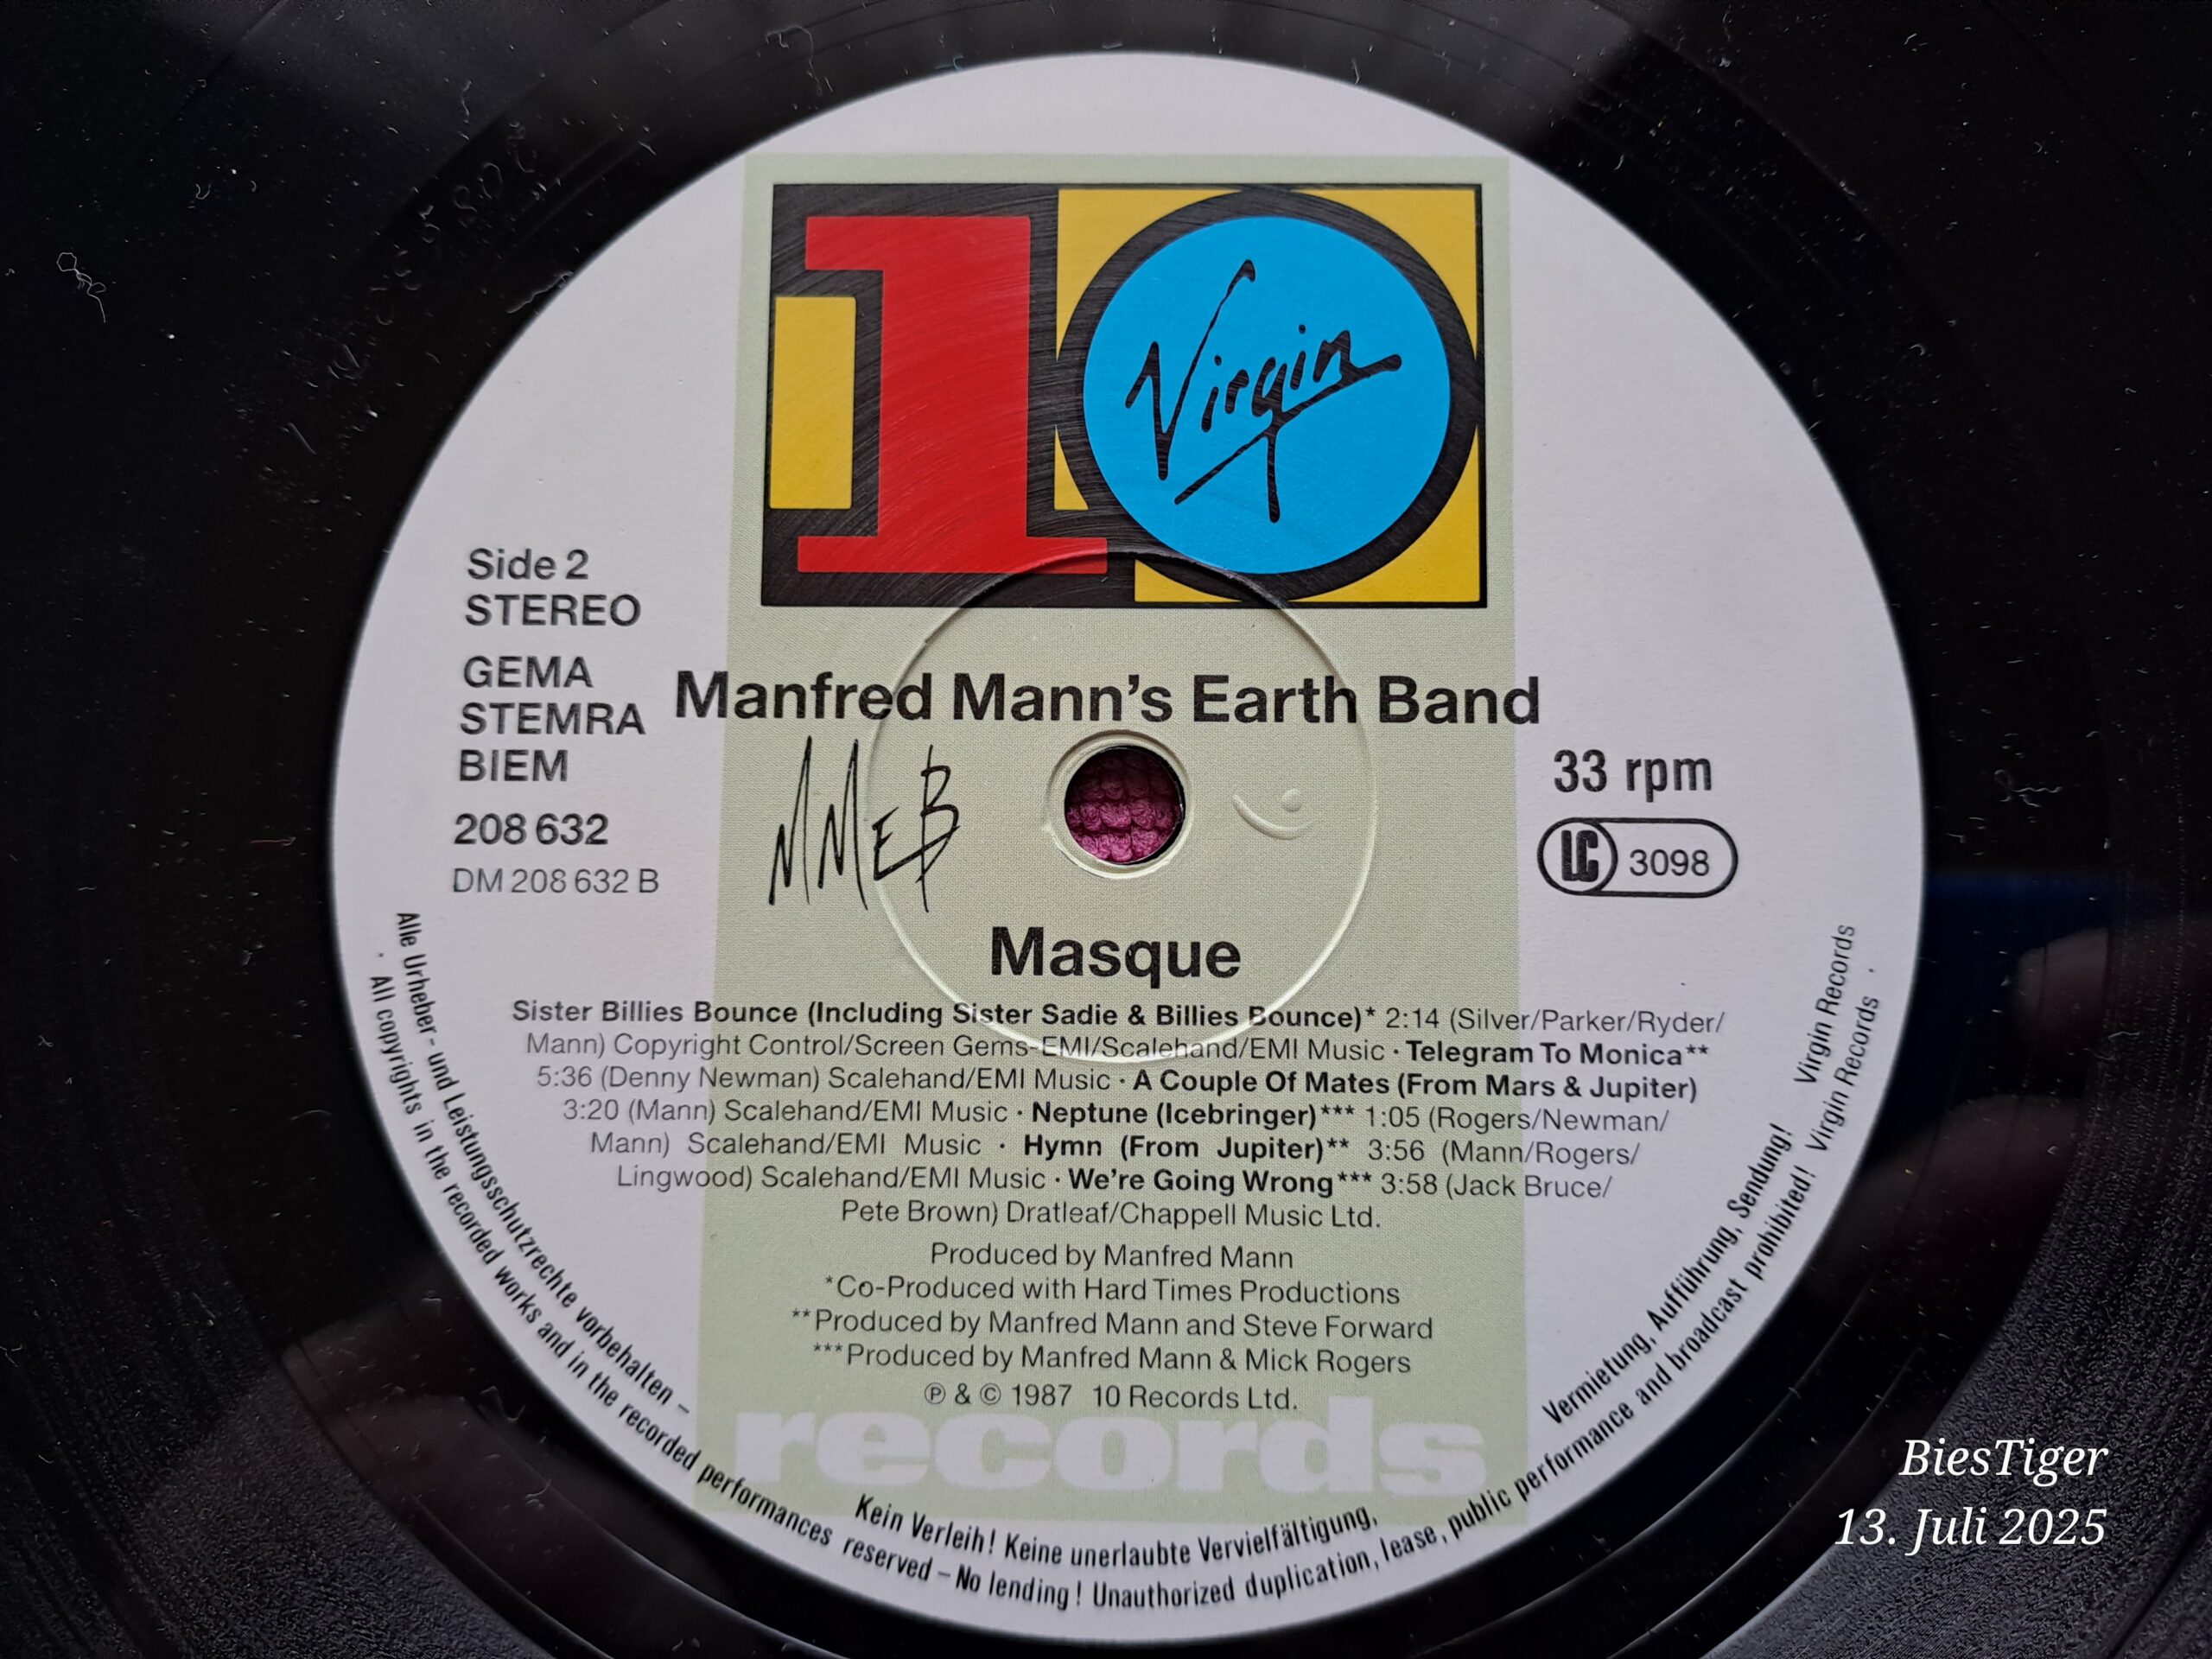 10
Virgin
Side 2
STEREO
GEMA
STEMRA
BIEM
208 632
DM 208 632 B
Manfred Mann's Earth Band
MMEB
33 rpm
LC 3098
Masque
Sister Billies Bounce (Including Sister Sadie & Billies Bounce)* 2:14 (Silver/Parker/Ryder/
Mann) Copyright Control/Screen Gems-EMI/Scalehand/EMI Music · Telegram To Monica**
5:36 (Denny Newman) Scalehand/EMI Music · A Couple Of Mates (From Mars & Jupiter)
3:20 (Mann) Scalehand/EMI Music · Neptune (Icebringer)*** 1:05 (Rogers/Newman/
Mann) Scalehand/EMI Music · Hymn (From Jupiter)** 3:56 (Mann/Rogers/
Lingwood) Scalehand/EMI Music · We're Going Wrong*** 3:58 (Jack Bruce/
Pete Brown) Dratleaf/Chappell Music Ltd.
Produced by Manfred Mann
*Co-Produced with Hard Times Productions
**Produced by Manfred Mann and Steve Forward
***Produced by Manfred Mann & Mick Rogers
℗ & © 1987 10 Records Ltd.
records
Alle Urheber- und Leistungsschutzrechte vorbehalten – Kein Verleih! Keine unerlaubte Vervielfältigung, Vermietung, Aufführung, Sendung! Virgin Records
· All copyrights in the recorded works and in the recorded performances reserved – No lending! Unauthorized duplication, lease, public performance and broadcast prohibited! Virgin Records ·
BiesTiger
13. Juli 2025